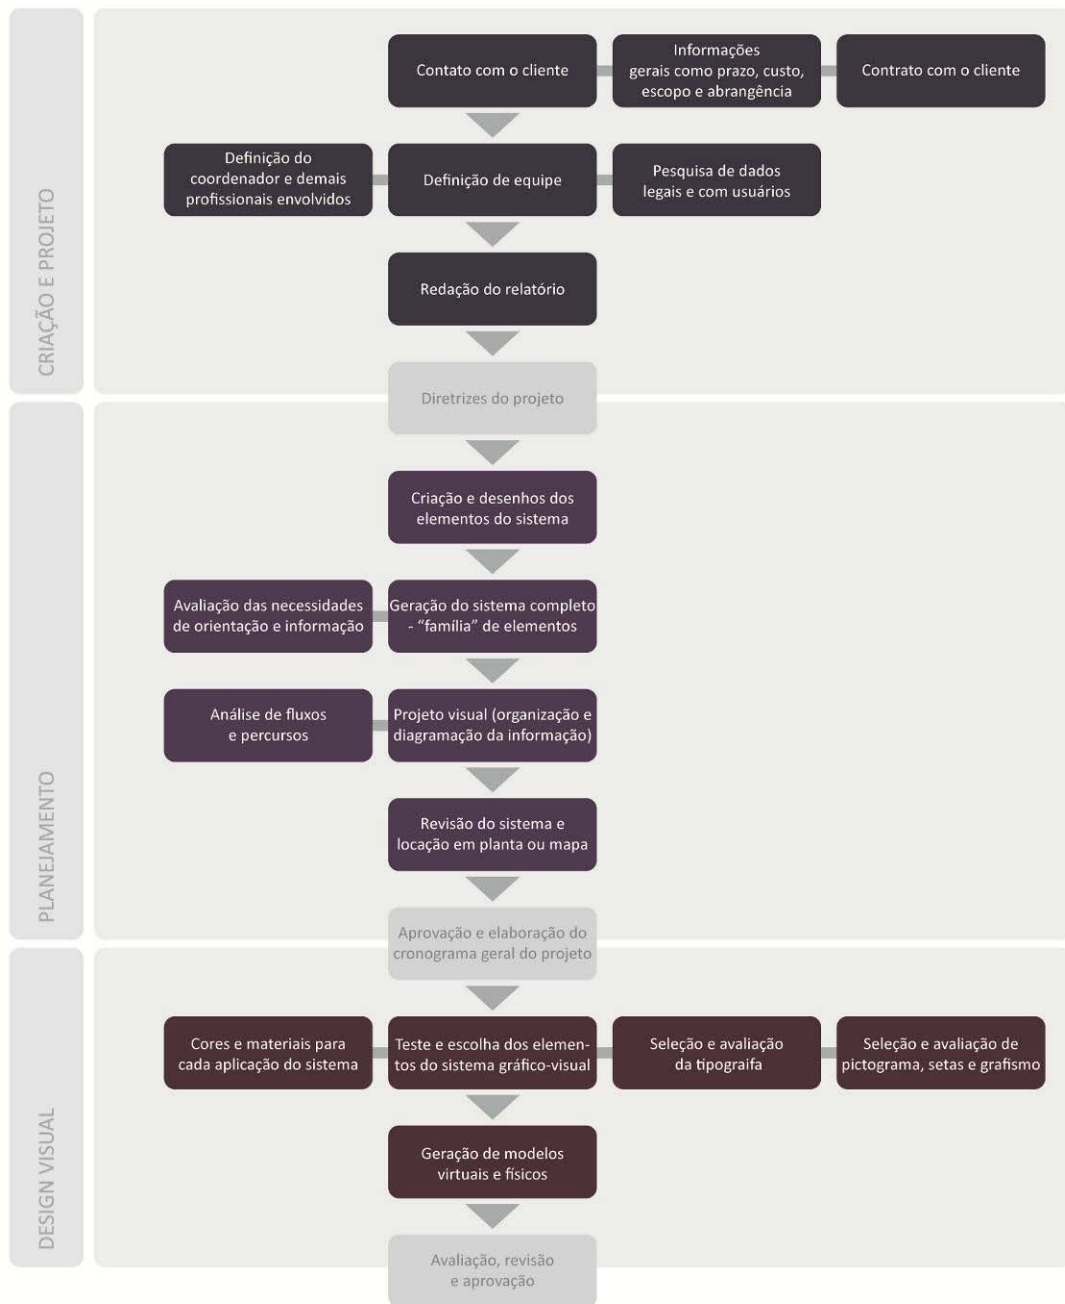 CRIAÇÃO E PROJETO
Contato com o cliente
Informações
gerais como prazo, custo,
escopo e abrangência
Contrato com o cliente
Definição do
coordenador e demais
profissionais envolvidos
Definição de equipe
Pesquisa de dados
legais e com usuários
Redação do relatório
Diretrizes do projeto
PLANEJAMENTO
Criação e desenhos dos
elementos do sistema
Avaliação das necessidades
de orientação e informação
Geração do sistema completo
- “família” de elementos
Análise de fluxos
e percursos
Projeto visual (organização e
diagramação da informação)
Revisão do sistema e
locação em planta ou mapa
Aprovação e elaboração do
cronograma geral do projeto
DESIGN VISUAL
Cores e materiais para
cada aplicação do sistema
Teste e escolha dos elemen-
tos do sistema gráfico-visual
Seleção e avaliação
da tipograifa
Seleção e avaliação de
pictograma, setas e grafismo
Geração de modelos
virtuais e físicos
Avaliação, revisão
e aprovação